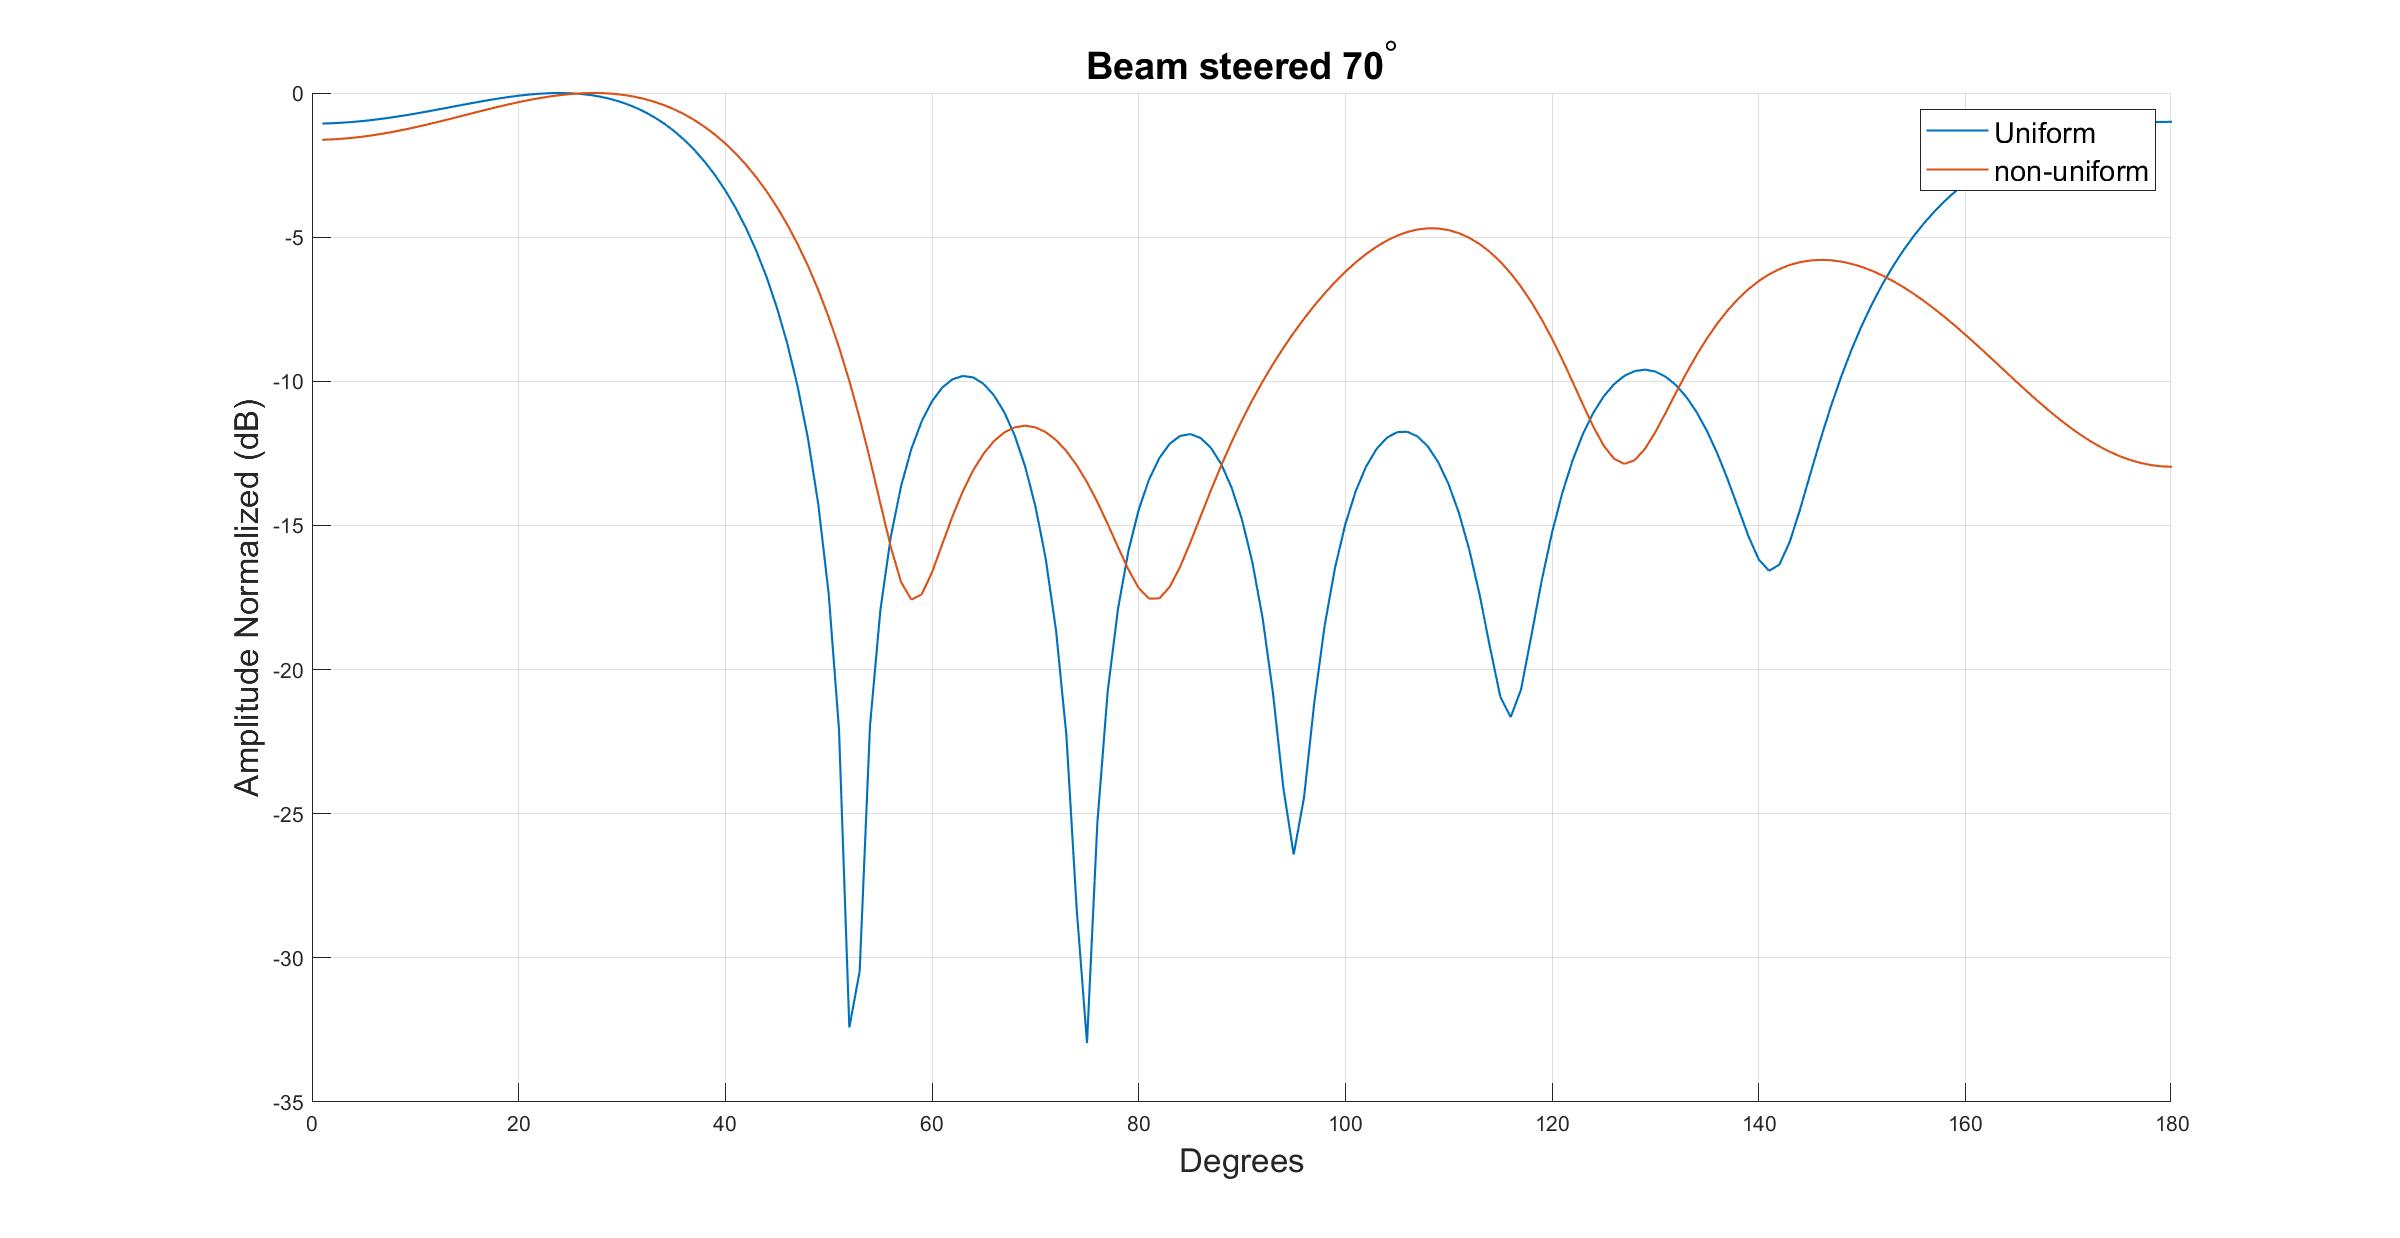 Beam steered 70°
0
-5
-10
-15
-20
-25
-30
-35
Amplitude Normalized (dB)
Uniform
non-uniform
0 20 40 60 80 100 120 140 160 180
Degrees